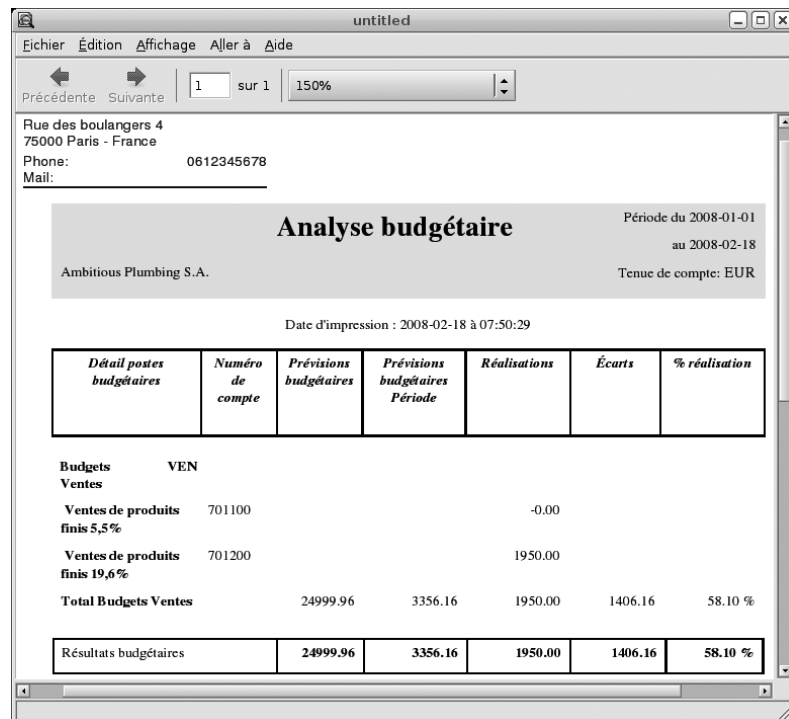 untitled
Fichier Édition Affichage Aller à Aide
Précédente Suivante 1 sur 1 150%
Rue des boulangers 4
75000 Paris - France
Phone: 0612345678
Mail:
Analyse budgétaire
Période du 2008-01-01
au 2008-02-18
Ambitious Plumbing S.A. Tenue de compte: EUR
Date d'impression : 2008-02-18 à 07:50:29
Détail postes budgétaires Numéro de compte Prévisions budgétaires Prévisions budgétaires Période Réalisations Écarts % réalisation
Budgets Ventes VEN
Ventes de produits finis 5,5% 701100 -0.00
Ventes de produits finis 19,6% 701200 1950.00
Total Budgets Ventes 24999.96 3356.16 1950.00 1406.16 58.10 %
Résultats budgétaires 24999.96 3356.16 1950.00 1406.16 58.10 %